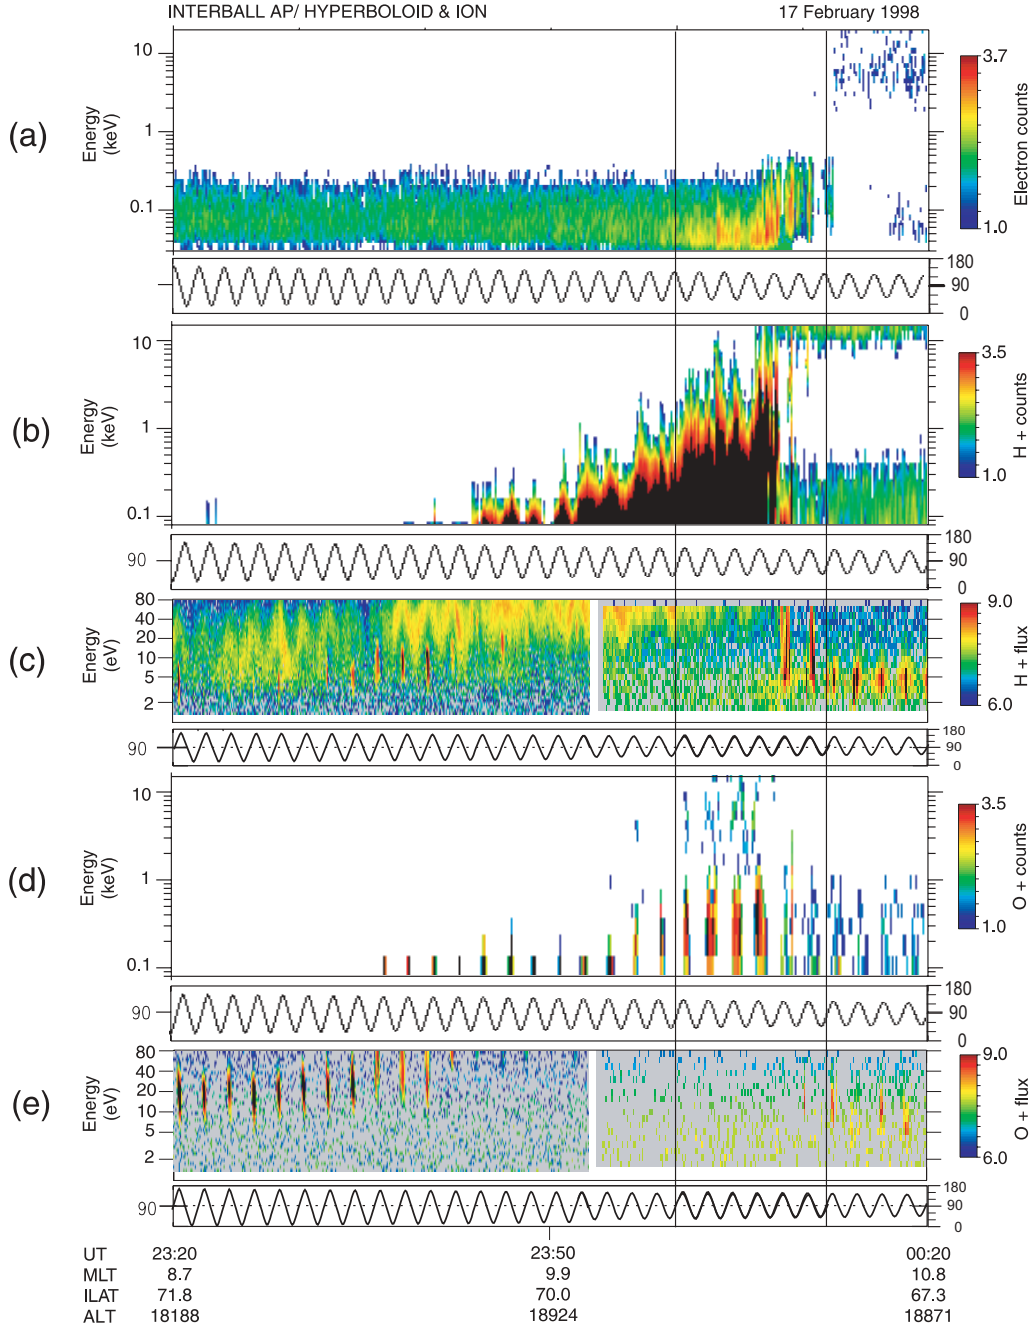 INTERBALL AP/ HYPERBOLOID & ION 17 February 1998
(a)
Energy (keV)
10
1
0.1
3.7
1.0
Electron counts
180
90
0
(b)
Energy (keV)
10
1
0.1
3.5
1.0
H + counts
90
180
90
0
(c)
Energy (eV)
80
40
20
10
5
2
9.0
6.0
H + flux
90
180
90
0
(d)
Energy (keV)
10
1
0.1
3.5
1.0
O + counts
90
180
90
0
(e)
Energy (eV)
80
40
20
10
5
2
9.0
6.0
O + flux
90
180
90
0
UT 23:20 23:50 00:20
MLT 8.7 9.9 10.8
ILAT 71.8 70.0 67.3
ALT 18188 18924 18871